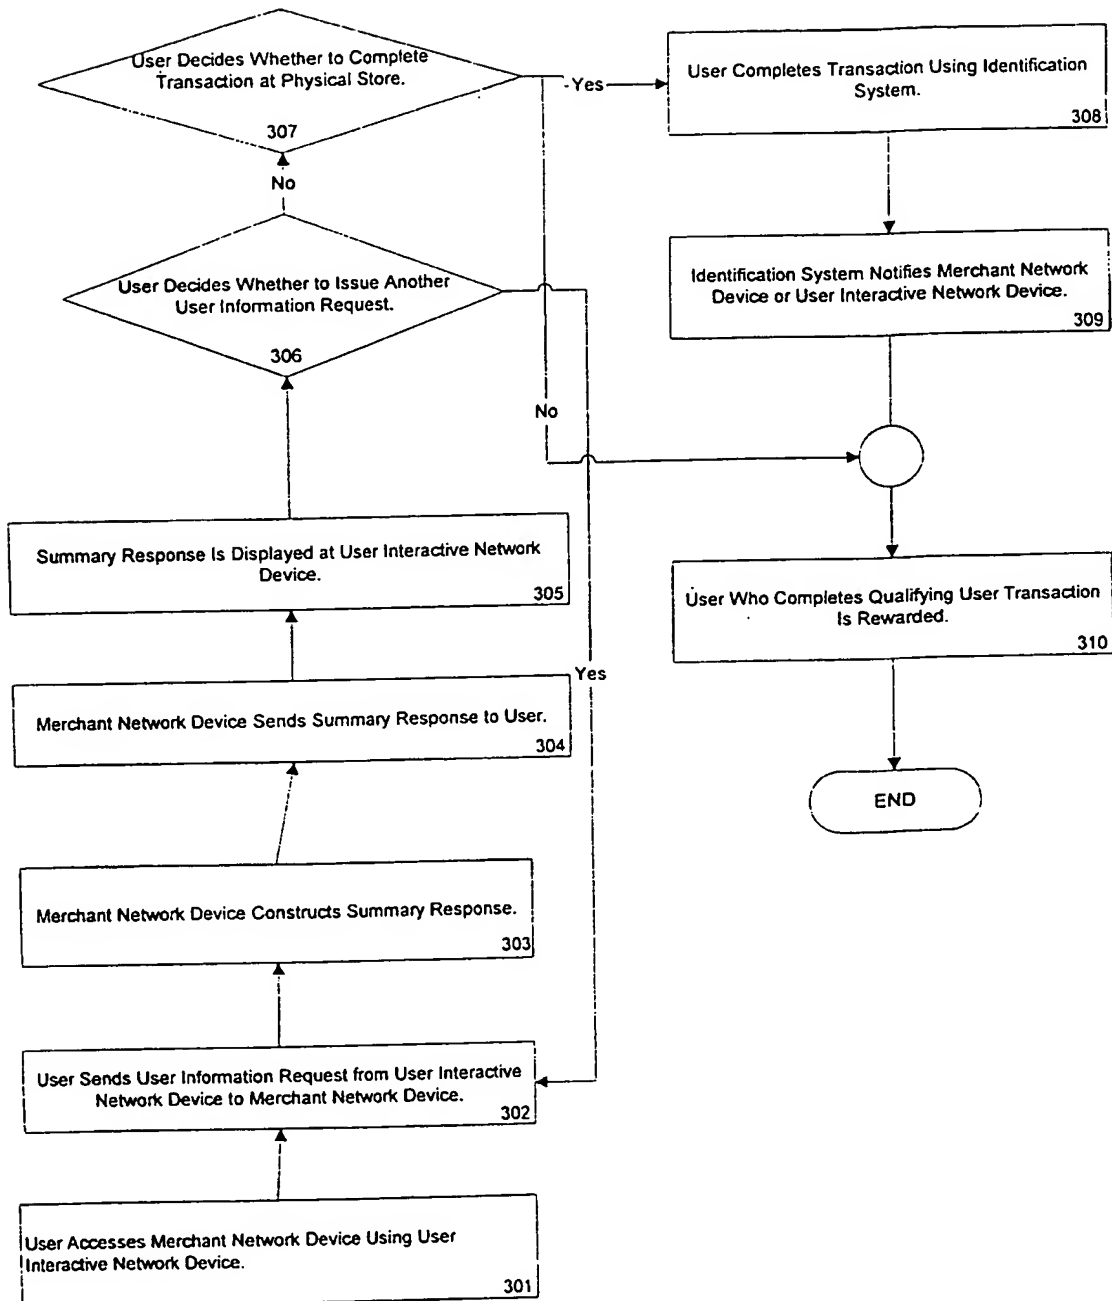 User Decides Whether to Complete
Transaction at Physical Store.
307
Yes
User Completes Transaction Using Identification
System.
308
No
User Decides Whether to Issue Another
User Information Request.
306
Identification System Notifies Merchant Network
Device or User Interactive Network Device.
309
No
Summary Response Is Displayed at User Interactive Network
Device.
305
User Who Completes Qualifying User Transaction
Is Rewarded.
310
Yes
Merchant Network Device Sends Summary Response to User.
304
END
Merchant Network Device Constructs Summary Response.
303
User Sends User Information Request from User Interactive
Network Device to Merchant Network Device.
302
User Accesses Merchant Network Device Using User
Interactive Network Device.
301